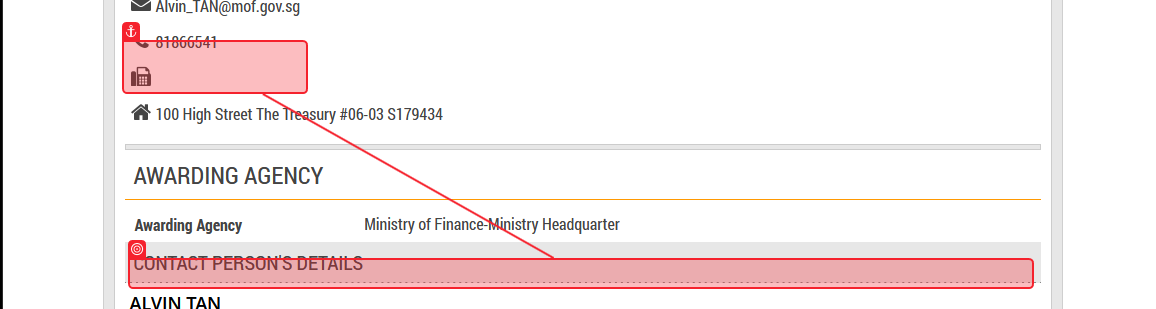 Alvin_TAN@mof.gov.sg
81866541
100 High Street The Treasury #06-03 S179434
AWARDING AGENCY
Awarding Agency Ministry of Finance-Ministry Headquarter
CONTACT PERSON'S DETAILS
ALVIN TAN